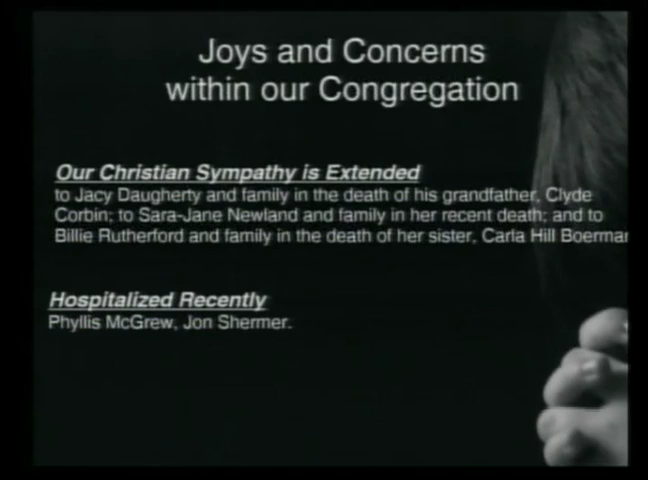 Joys and Concerns
within our Congregation
Our Christian Sympathy is Extended
to Jacy Daugherty and family in the death of his grandfather, Clyde
Corbin; to Sara-Jane Newland and family in her recent death; and to
Billie Rutherford and family in the death of her sister, Carla Hill Boerman
Hospitalized Recently
Phyllis McGrew, Jon Shermer.